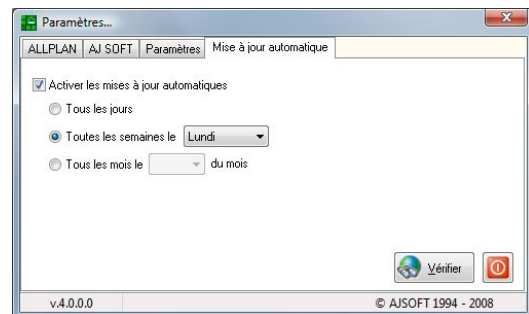 Paramètres...
ALLPLAN AJ SOFT Paramètres Mise à jour automatique
Activer les mises à jour automatiques
Tous les jours
Toutes les semaines le Lundi
Tous les mois le du mois
Vérifier
v.4.0.0.0 © AJSOFT 1994 - 2008